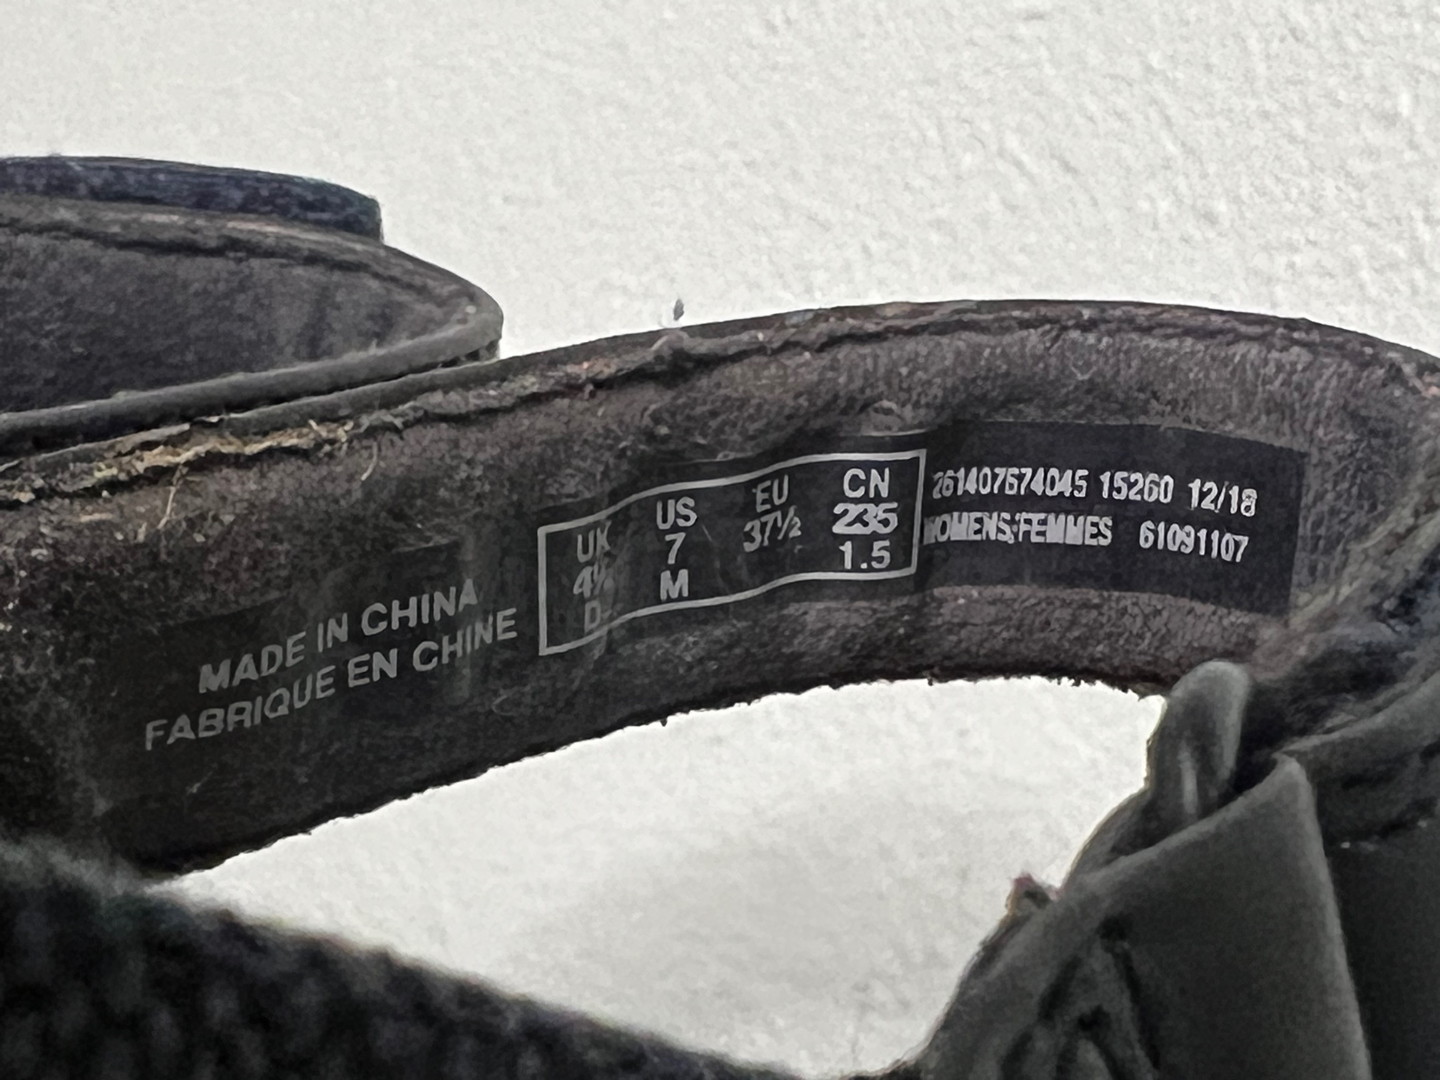 MADE IN CHINA
FABRIQUE EN CHINE
UK US EU CN
4½ 7 37½ 235
D M 1.5
261407674045 15260 12/18
WOMENS/FEMMES 61091107